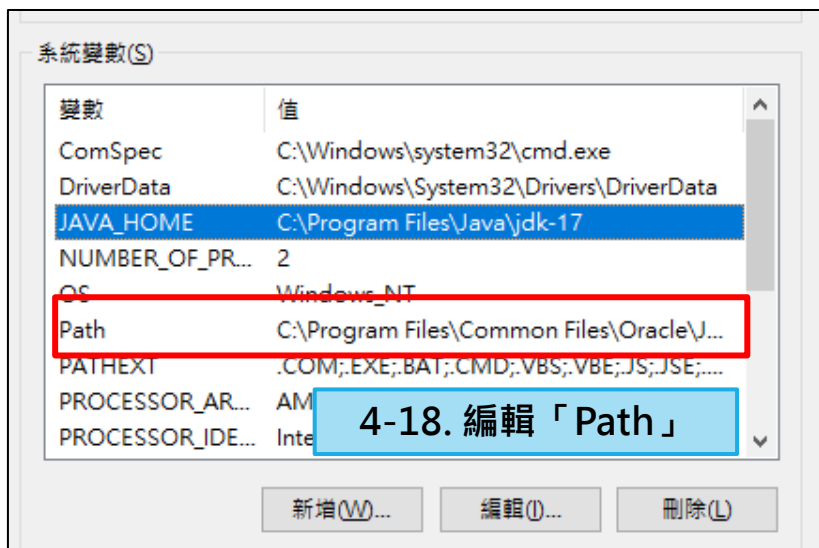 系統變數(S)
變數 值
ComSpec C:\Windows\system32\cmd.exe
DriverData C:\Windows\System32\Drivers\DriverData
JAVA_HOME C:\Program Files\Java\jdk-17
NUMBER_OF_PR... 2
OS Windows_NT
Path C:\Program Files\Common Files\Oracle\J...
PATHEXT .COM;.EXE;.BAT;.CMD;.VBS;.VBE;.JS;.JSE;....
PROCESSOR_AR... AM
PROCESSOR_IDE... Inte
4-18. 編輯「Path」
新增(W)... 編輯(I)... 刪除(L)